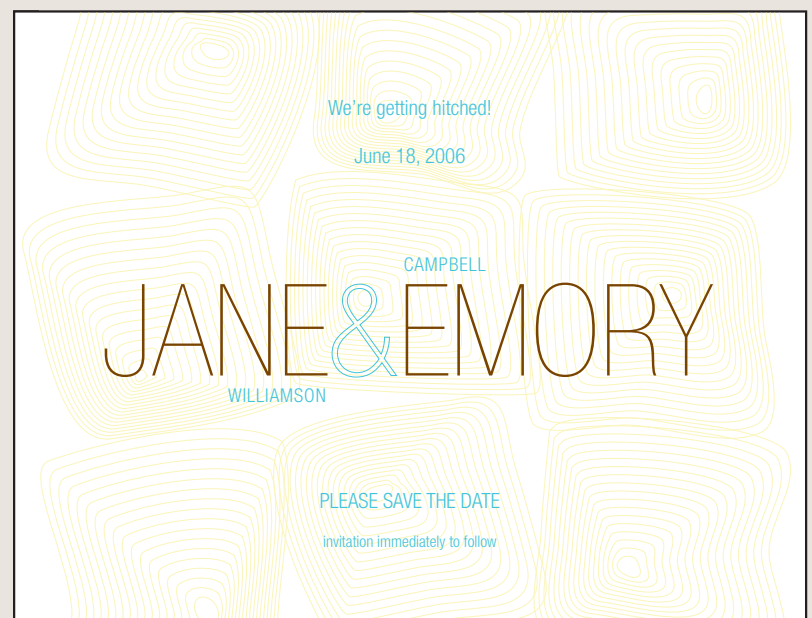 We're getting hitched!
June 18, 2006
CAMPBELL
JANE&EMORY
WILLIAMSON
PLEASE SAVE THE DATE
invitation immediately to follow